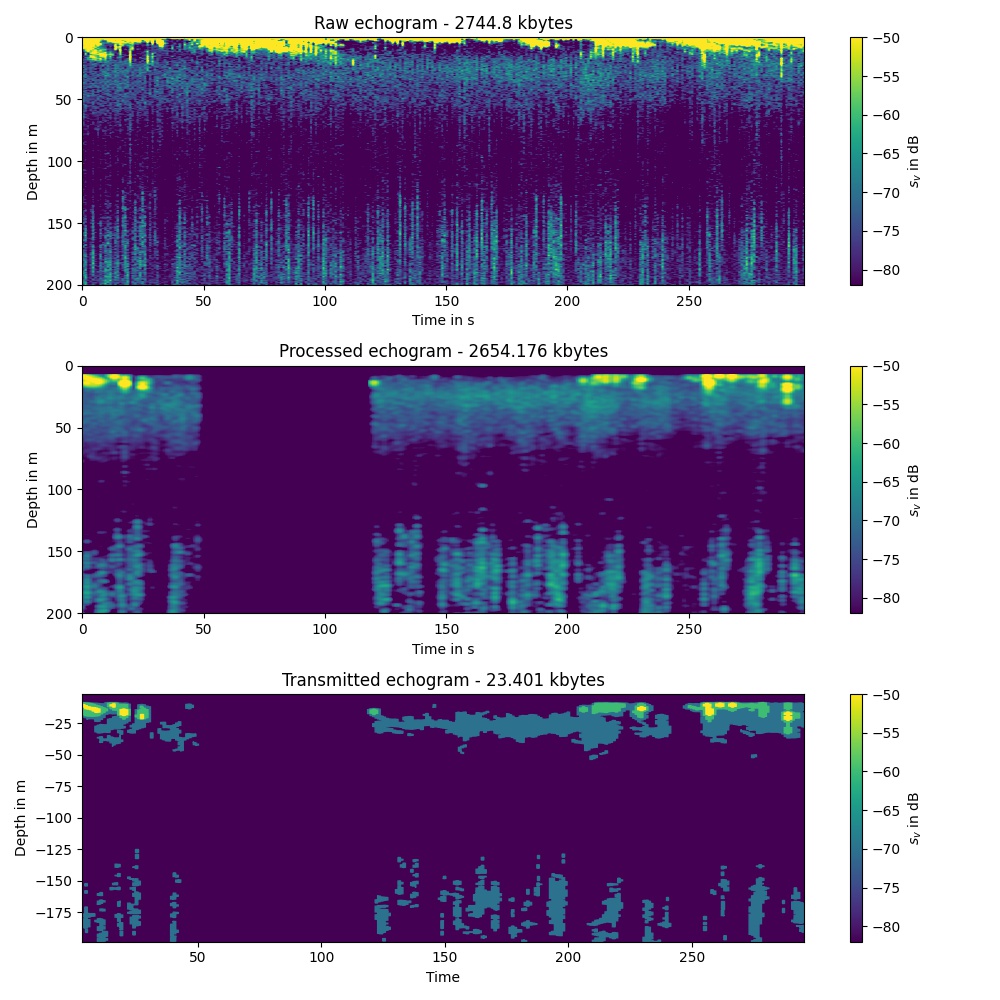 Raw echogram - 2744.8 kbytes
0
50
100
150
200
Depth in m
0 50 100 150 200 250
Time in s
−50
−55
−60
−65
−70
−75
−80
sv in dB
Processed echogram - 2654.176 kbytes
0
50
100
150
200
Depth in m
0 50 100 150 200 250
Time in s
−50
−55
−60
−65
−70
−75
−80
sv in dB
Transmitted echogram - 23.401 kbytes
−25
−50
−75
−100
−125
−150
−175
Depth in m
50 100 150 200 250
Time
−50
−55
−60
−65
−70
−75
−80
sv in dB